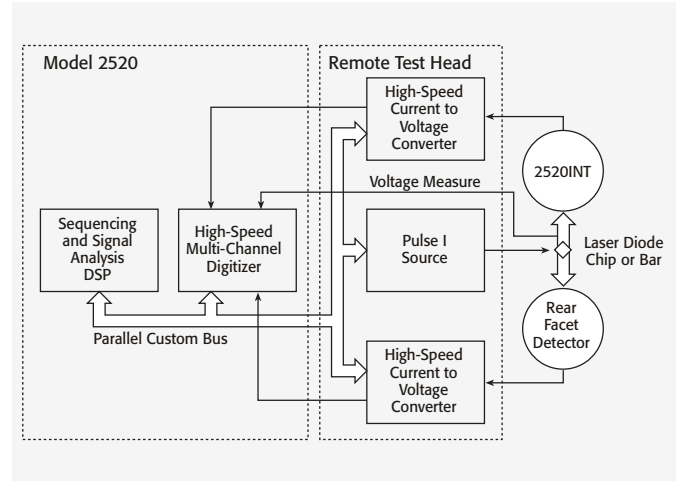 Model 2520
Remote Test Head
High-Speed
Current to
Voltage
Converter
2520INT
Voltage Measure
Sequencing
and Signal
Analysis
DSP
High-Speed
Multi-Channel
Digitizer
Pulse I
Source
Laser Diode
Chip or Bar
Parallel Custom Bus
Rear
Facet
Detector
High-Speed
Current to
Voltage
Converter